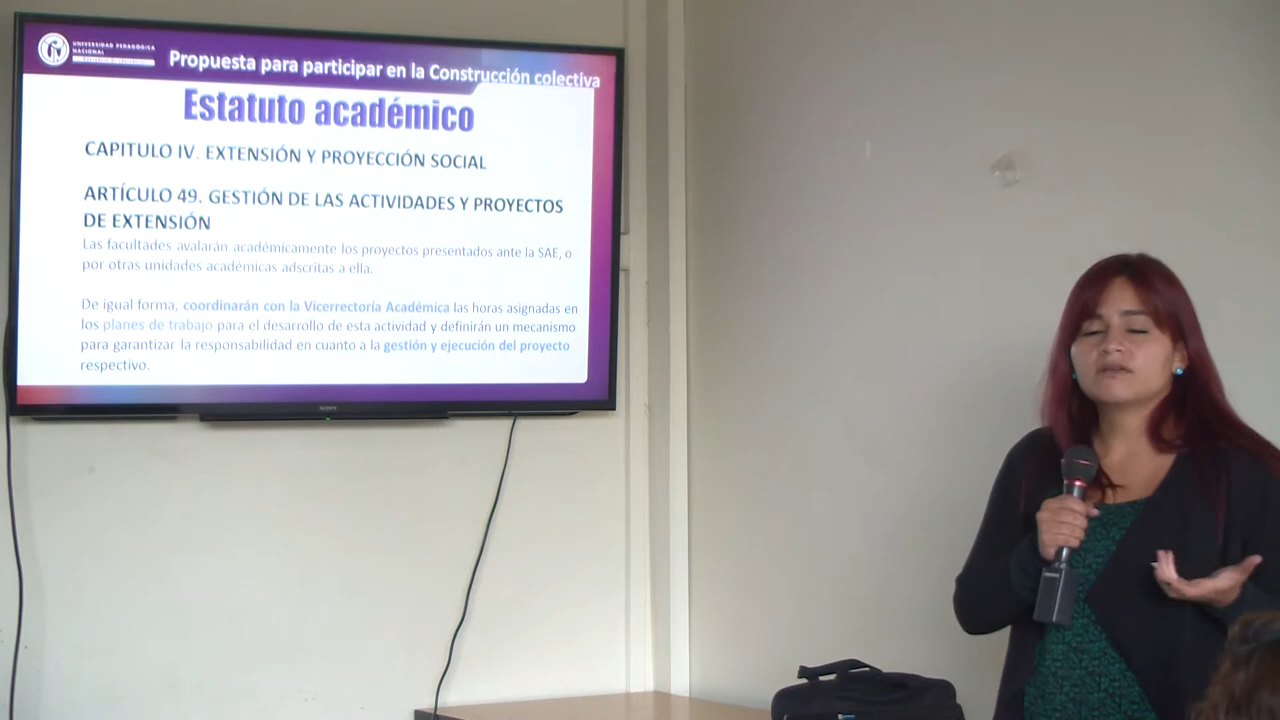 UNIVERSIDAD PEDAGÓGICA
NACIONAL
Propuesta para participar en la Construcción colectiva
Estatuto académico
CAPITULO IV. EXTENSIÓN Y PROYECCIÓN SOCIAL
ARTÍCULO 49. GESTIÓN DE LAS ACTIVIDADES Y PROYECTOS
DE EXTENSIÓN
Las facultades avalarán académicamente los proyectos presentados ante la SAE, o
por otras unidades académicas adscritas a ella.
De igual forma, coordinarán con la Vicerrectoría Académica las horas asignadas en
los planes de trabajo para el desarrollo de esta actividad y definirán un mecanismo
para garantizar la responsabilidad en cuanto a la gestión y ejecución del proyecto
respectivo.
SONY